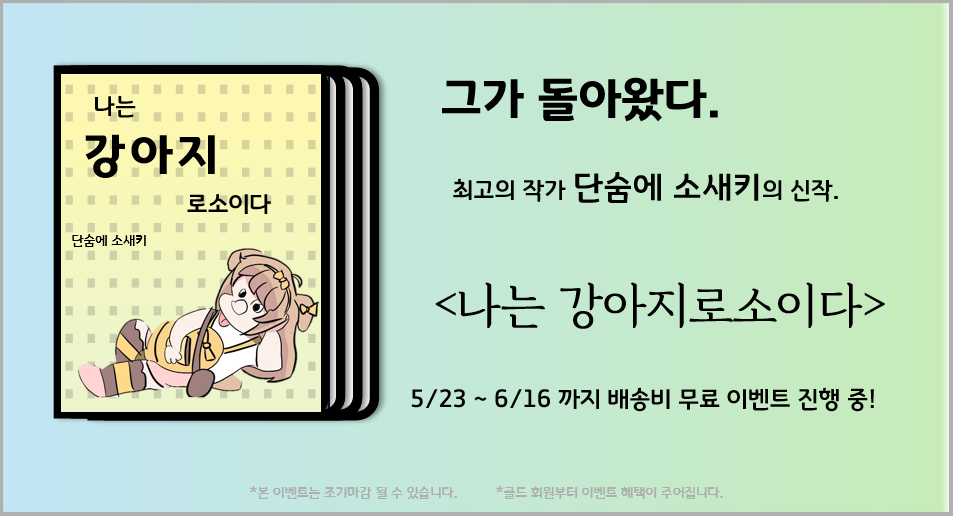 나는
강아지
로소이다
단숨에 소새키
그가 돌아왔다.
최고의 작가 단숨에 소새키의 신작.
<나는 강아지로소이다>
5/23 ~ 6/16 까지 배송비 무료 이벤트 진행 중!
*본 이벤트는 조기마감 될 수 있습니다. *골드 회원부터 이벤트 혜택이 주어집니다.